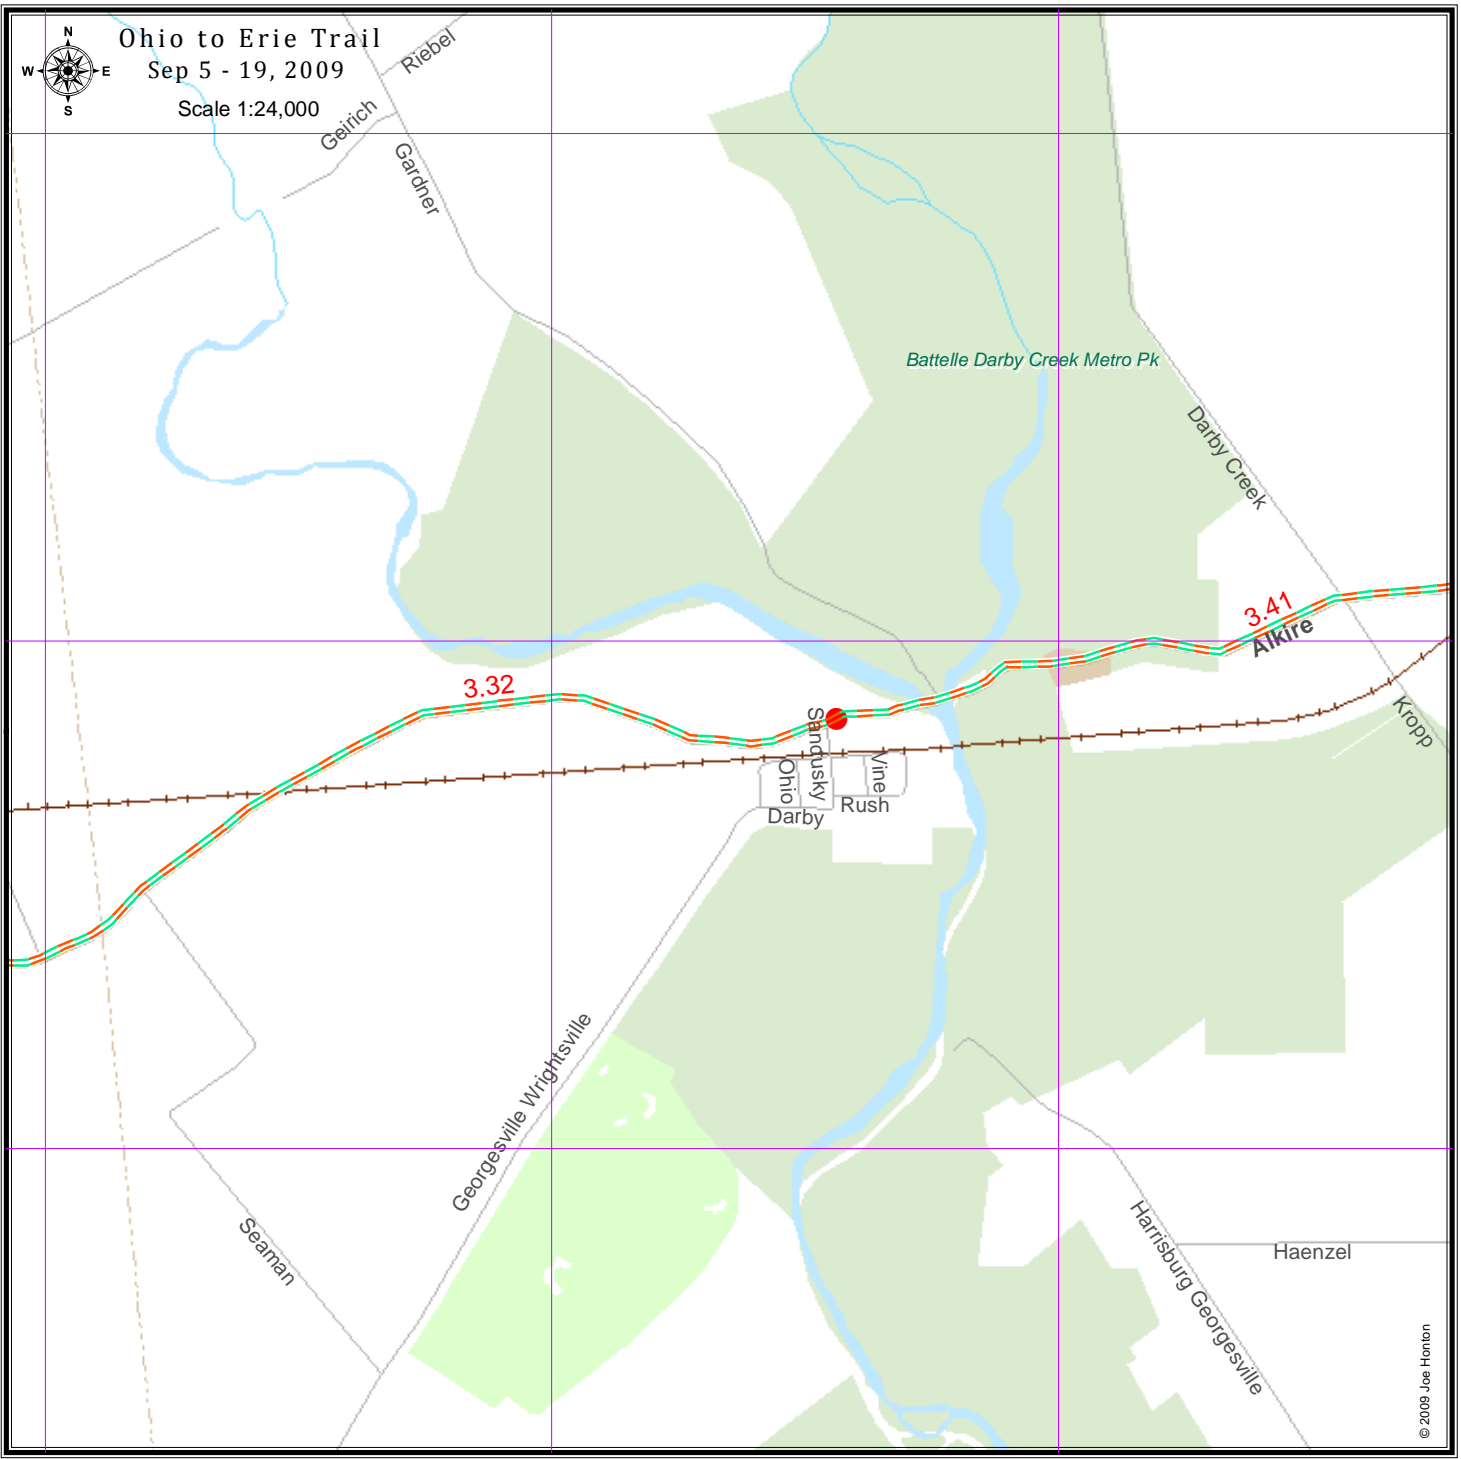 N
W E
S
Ohio to Erie Trail
Sep 5 - 19, 2009
Scale 1:24,000
Riebel
Geirich
Gardner
Battelle Darby Creek Metro Pk
Darby Creek
3.41
Alkire
3.32
Kropp
Sandusky
Ohio
Vine
Rush
Darby
Georgesville Wrightsville
Seaman
Harrisburg Georgesville
Haenzel
© 2009 Joe Honton